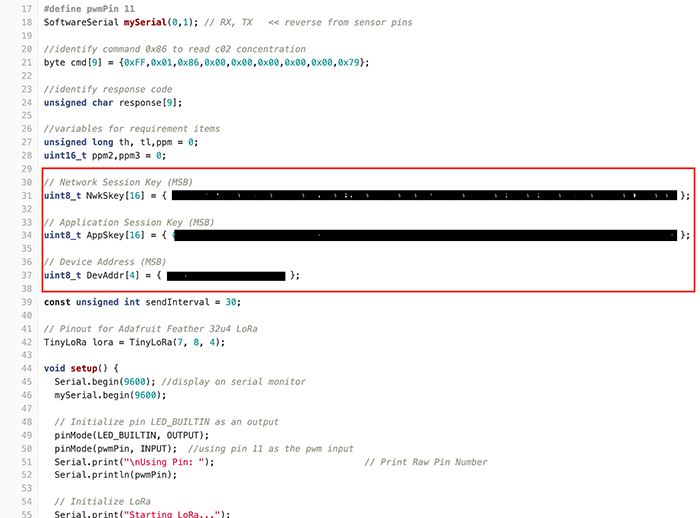 17 #define pwmPin 11
18 SoftwareSerial mySerial(0,1); // RX, TX   << reverse from sensor pins
19
20 //identify command 0x86 to read c02 concentration
21 byte cmd[9] = {0xFF,0x01,0x86,0x00,0x00,0x00,0x00,0x00,0x79};
22
23 //identify response code
24 unsigned char response[9];
25
26 //variables for requirement items
27 unsigned long th, tl,ppm = 0;
28 uint16_t ppm2,ppm3 = 0;
29
30 // Network Session Key (MSB)
31 uint8_t NwkSkey[16] = { };
32
33 // Application Session Key (MSB)
34 uint8_t AppSkey[16] = { };
35
36 // Device Address (MSB)
37 uint8_t DevAddr[4] = { };
38
39 const unsigned int sendInterval = 30;
40
41 // Pinout for Adafruit Feather 32u4 LoRa
42 TinyLoRa lora = TinyLoRa(7, 8, 4);
43
44 void setup() {
45   Serial.begin(9600); //display on serial monitor
46   mySerial.begin(9600);
47
48   // Initialize pin LED_BUILTIN as an output
49   pinMode(LED_BUILTIN, OUTPUT);
50   pinMode(pwmPin, INPUT);  //using pin 11 as the pwm input
51   Serial.print("\nUsing Pin: ");                          // Print Raw Pin Number
52   Serial.println(pwmPin);
53
54   // Initialize LoRa
55   Serial.print("Starting LoRa...");